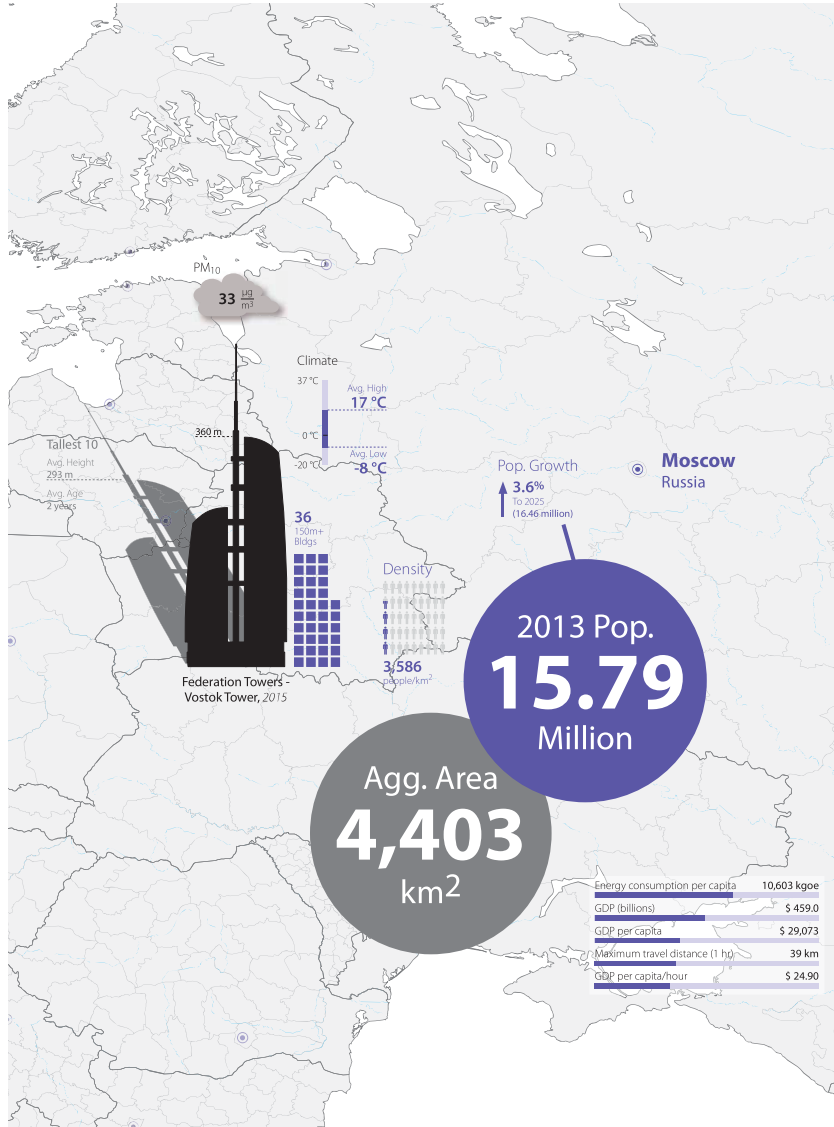 PM10
33 µg
m3
Climate
37 °C
Avg. High
17 °C
0 °C
Avg. Low
-20 °C
-8 °C
360 m
Tallest 10
Avg. Height
293 m
Avg. Age
2 years
Pop. Growth
3.6%
To 2025
(16.46 million)
Moscow
Russia
36
150m+
Bldgs
Density
3,586
people/km2
Federation Towers -
Vostok Tower, 2015
2013 Pop.
15.79
Million
Agg. Area
4,403
km2
Energy consumption per capita 10,603 kgoe
GDP (billions) $ 459.0
GDP per capita $ 29,073
Maximum travel distance (1 hr) 39 km
GDP per capita/hour $ 24.90